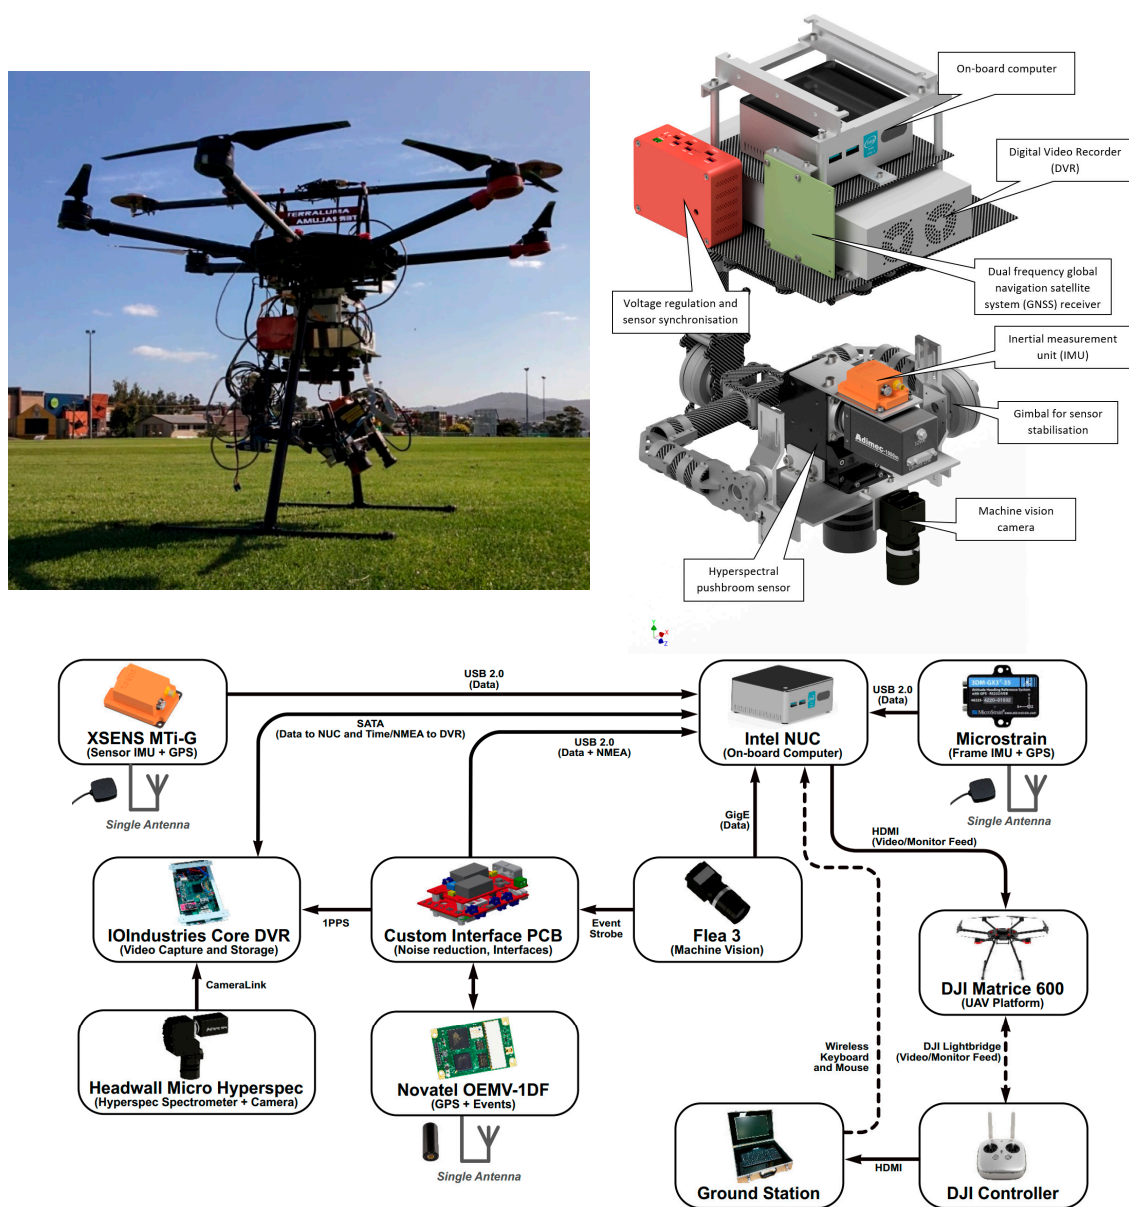 TERRALUMA
On-board computer
Digital Video Recorder
(DVR)
Dual frequency global
navigation satellite
system (GNSS) receiver
Voltage regulation and
sensor synchronisation
Inertial measurement
unit (IMU)
Gimbal for sensor
stabilisation
Adimec
Machine vision
camera
Hyperspectral
pushbroom sensor
Y
X
Z
USB 2.0
(Data)
XSENS MTi-G
(Sensor IMU + GPS)
Single Antenna
SATA
(Data to NUC and Time/NMEA to DVR)
USB 2.0
(Data + NMEA)
Intel NUC
(On-board Computer)
USB 2.0
(Data)
3DM-GX3
MicroStrain
Microstrain
(Frame IMU + GPS)
Single Antenna
GigE
(Data)
HDMI
(Video/Monitor Feed)
IOIndustries Core DVR
(Video Capture and Storage)
1PPS
Custom Interface PCB
(Noise reduction, Interfaces)
Event
Strobe
Flea 3
(Machine Vision)
DJI Matrice 600
(UAV Platform)
CameraLink
Headwall Micro Hyperspec
(Hyperspec Spectrometer + Camera)
Novatel OEMV-1DF
(GPS + Events)
Single Antenna
Wireless
Keyboard
and Mouse
DJI Lightbridge
(Video/Monitor Feed)
Ground Station
HDMI
DJI Controller